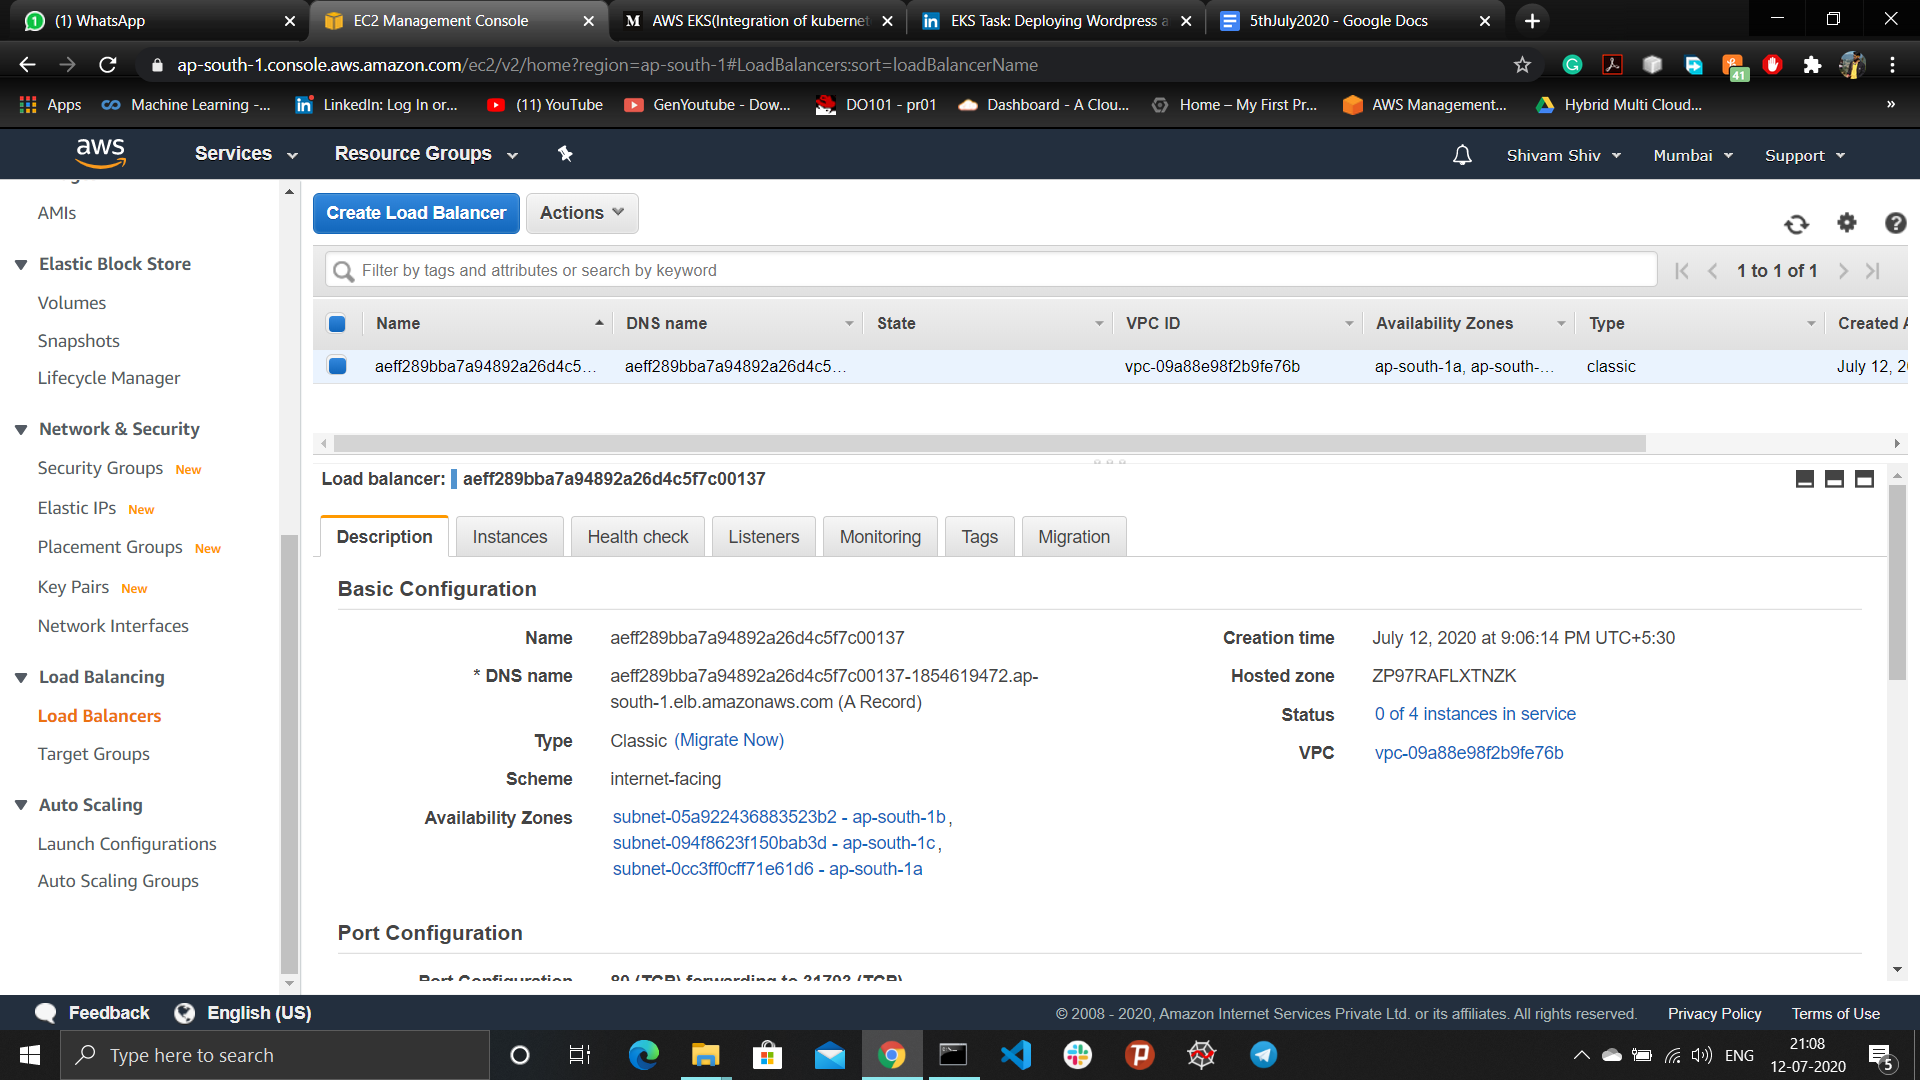 (1) WhatsApp
EC2 Management Console
AWS EKS(Integration of kubernet
EKS Task: Deploying Wordpress a
5thJuly2020 - Google Docs
ap-south-1.console.aws.amazon.com/ec2/v2/home?region=ap-south-1#LoadBalancers:sort=loadBalancerName
41
Apps
Machine Learning -...
LinkedIn: Log In or...
(11) YouTube
GenYoutube - Dow...
DO101 - pr01
Dashboard - A Clou...
Home – My First Pr...
AWS Management...
Hybrid Multi Cloud...
»
aws
Services
Resource Groups
Shivam Shiv
Mumbai
Support
AMIs
Elastic Block Store
Volumes
Snapshots
Lifecycle Manager
Network & Security
Security Groups New
Elastic IPs New
Placement Groups New
Key Pairs New
Network Interfaces
Load Balancing
Load Balancers
Target Groups
Auto Scaling
Launch Configurations
Auto Scaling Groups
Create Load Balancer
Actions
Filter by tags and attributes or search by keyword
1 to 1 of 1
Name DNS name State VPC ID Availability Zones Type Created A
aeff289bba7a94892a26d4c5... aeff289bba7a94892a26d4c5... vpc-09a88e98f2b9fe76b ap-south-1a, ap-south-... classic July 12, 2
Load balancer: aeff289bba7a94892a26d4c5f7c00137
Description
Instances
Health check
Listeners
Monitoring
Tags
Migration
Basic Configuration
Name aeff289bba7a94892a26d4c5f7c00137
* DNS name aeff289bba7a94892a26d4c5f7c00137-1854619472.ap-
south-1.elb.amazonaws.com (A Record)
Type Classic (Migrate Now)
Scheme internet-facing
Availability Zones subnet-05a922436883523b2 - ap-south-1b,
subnet-094f8623f150bab3d - ap-south-1c,
subnet-0cc3ff0cff71e61d6 - ap-south-1a
Creation time July 12, 2020 at 9:06:14 PM UTC+5:30
Hosted zone ZP97RAFLXTNZK
Status 0 of 4 instances in service
VPC vpc-09a88e98f2b9fe76b
Port Configuration
Port Configuration 80 (TCP) forwarding to 31793 (TCP)
Feedback
English (US)
© 2008 - 2020, Amazon Internet Services Private Ltd. or its affiliates. All rights reserved.
Privacy Policy
Terms of Use
Type here to search
ENG
21:08
12-07-2020
5